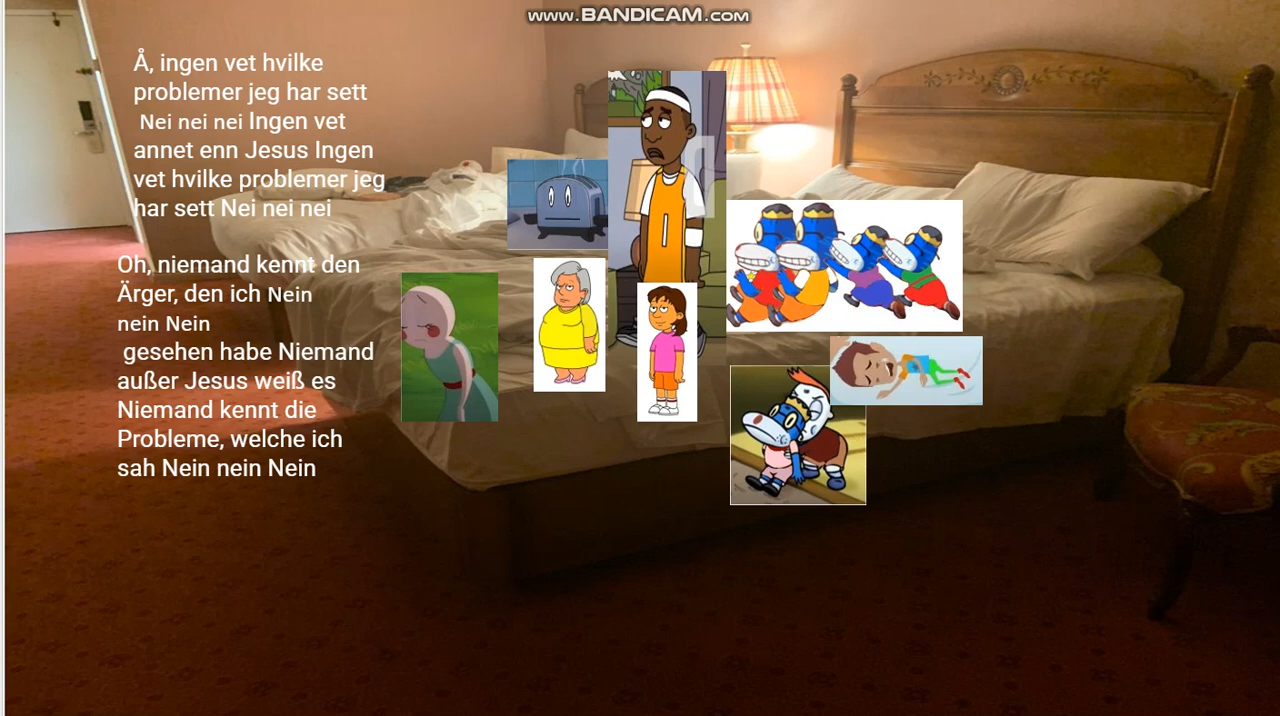 www.BANDICAM.com
Å, ingen vet hvilke
problemer jeg har sett
Nei nei nei Ingen vet
annet enn Jesus Ingen
vet hvilke problemer jeg
har sett Nei nei nei
Oh, niemand kennt den
Ärger, den ich Nein
nein Nein
gesehen habe Niemand
außer Jesus weiß es
Niemand kennt die
Probleme, welche ich
sah Nein nein Nein